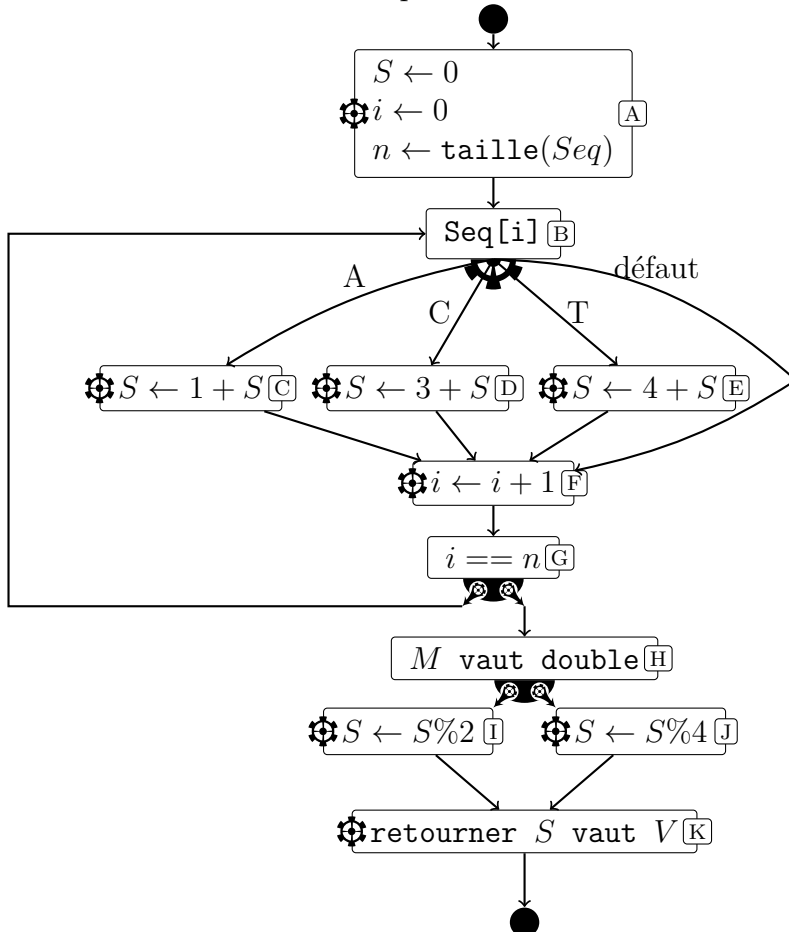 S ← 0
i ← 0
n ← taille(Seq)
A
Seq[i] B
A
C
T
défaut
S ← 1 + S C
S ← 3 + S D
S ← 4 + S E
i ← i + 1 F
i == n G
M vaut double H
S ← S%2 I
S ← S%4 J
retourner S vaut V K